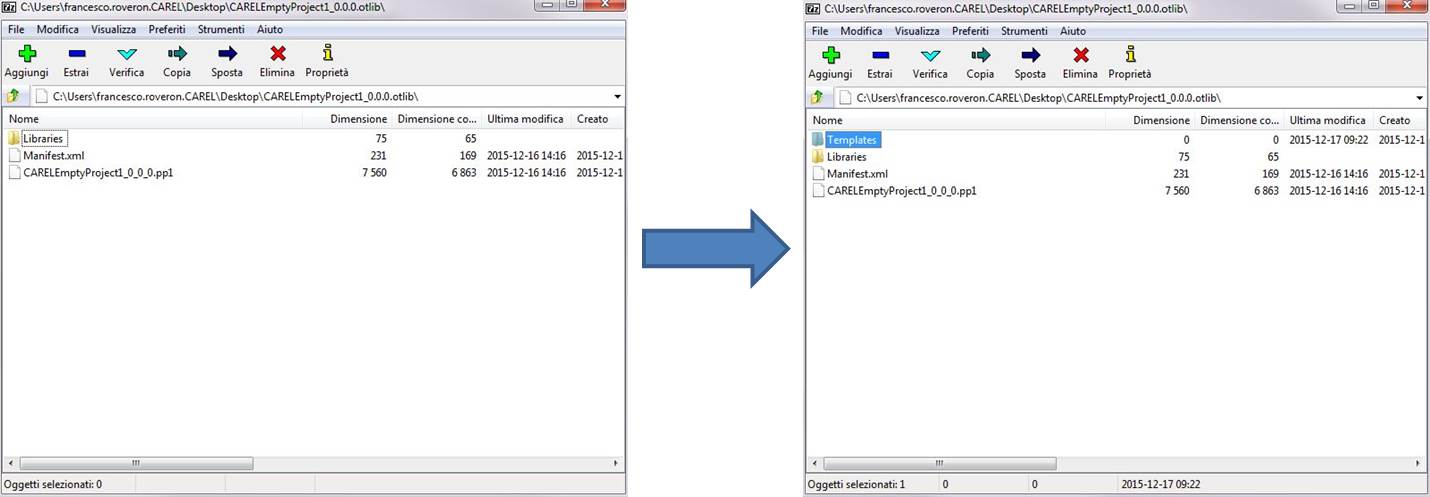 C:\Users\francesco.roveron.CAREL\Desktop\CARELEmptyProject1_0.0.0.otlib\
File Modifica Visualizza Preferiti Strumenti Aiuto
Aggiungi Estrai Verifica Copia Sposta Elimina Proprietà
C:\Users\francesco.roveron.CAREL\Desktop\CARELEmptyProject1_0.0.0.otlib\
Nome Dimensione Dimensione co... Ultima modifica Creato
Libraries 75 65
Manifest.xml 231 169 2015-12-16 14:16 2015-12-1
CARELEmptyProject1_0_0_0.pp1 7 560 6 863 2015-12-16 14:16 2015-12-1
Oggetti selezionati: 0
C:\Users\francesco.roveron.CAREL\Desktop\CARELEmptyProject1_0.0.0.otlib\
File Modifica Visualizza Preferiti Strumenti Aiuto
Aggiungi Estrai Verifica Copia Sposta Elimina Proprietà
C:\Users\francesco.roveron.CAREL\Desktop\CARELEmptyProject1_0.0.0.otlib\
Nome Dimensione Dimensione co... Ultima modifica Creato
Templates 0 0 2015-12-17 09:22 2015-12-1
Libraries 75 65
Manifest.xml 231 169 2015-12-16 14:16 2015-12-1
CARELEmptyProject1_0_0_0.pp1 7 560 6 863 2015-12-16 14:16 2015-12-1
Oggetti selezionati: 1 0 0 2015-12-17 09:22